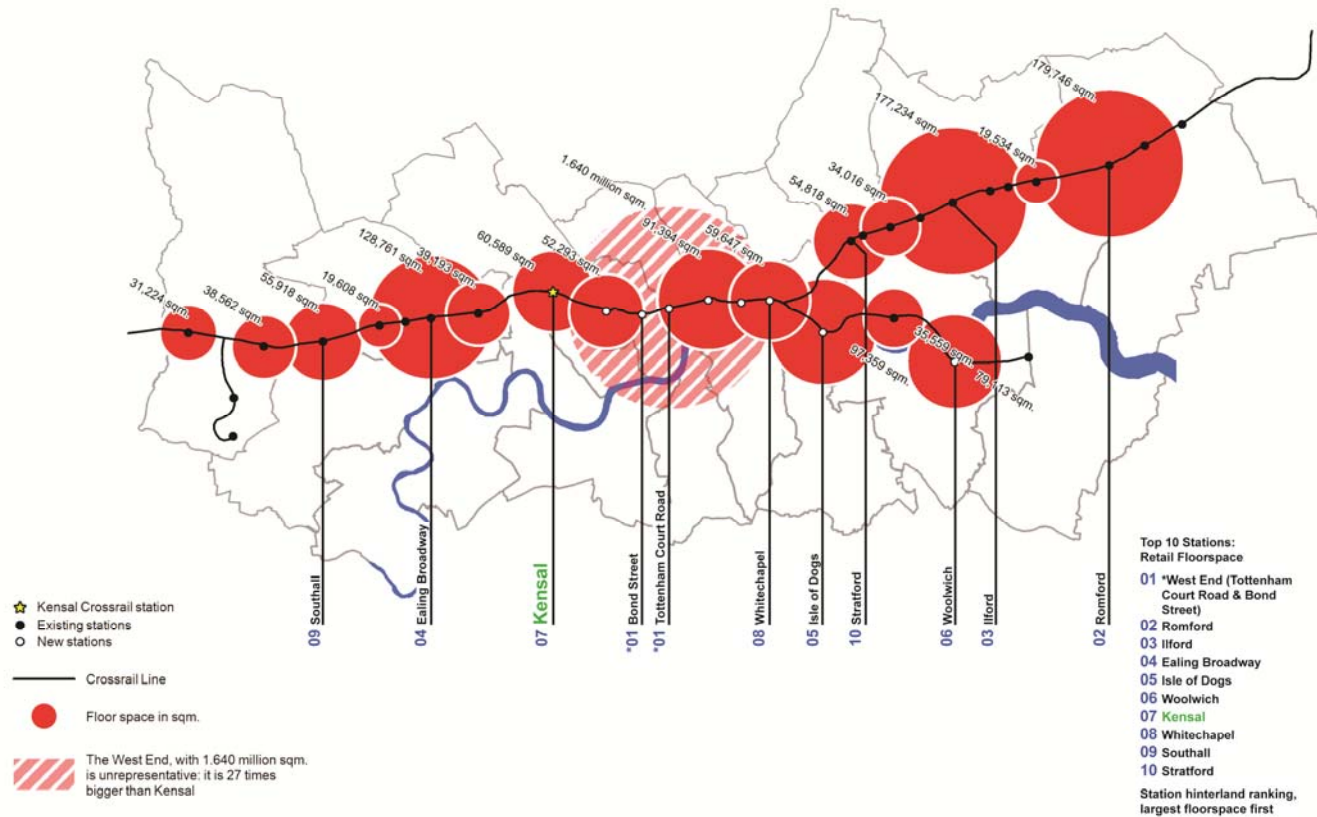 179,746 sqm.
177,234 sqm.
19,534 sqm.
34,016 sqm.
54,818 sqm.
1.640 million sqm.
91,394 sqm.
59,647 sqm.
60,589 sqm
52,293 sqm.
128,761 sqm.
39,193 sqm.
19,608 sqm.
55,918 sqm.
38,562 sqm.
31,224 sqm.
97,359 sqm.
35,559 sqm.
79,113 sqm.
09 Southall
04 Ealing Broadway
07 Kensal
*01 Bond Street
*01 Tottenham Court Road
08 Whitechapel
05 Isle of Dogs
10 Stratford
06 Woolwich
03 Ilford
02 Romford
Kensal Crossrail station
Existing stations
New stations
Crossrail Line
Floor space in sqm.
The West End, with 1.640 million sqm.
is unrepresentative: it is 27 times
bigger than Kensal
Top 10 Stations:
Retail Floorspace
01 *West End (Tottenham
Court Road & Bond
Street)
02 Romford
03 Ilford
04 Ealing Broadway
05 Isle of Dogs
06 Woolwich
07 Kensal
08 Whitechapel
09 Southall
10 Stratford
Station hinterland ranking,
largest floorspace first